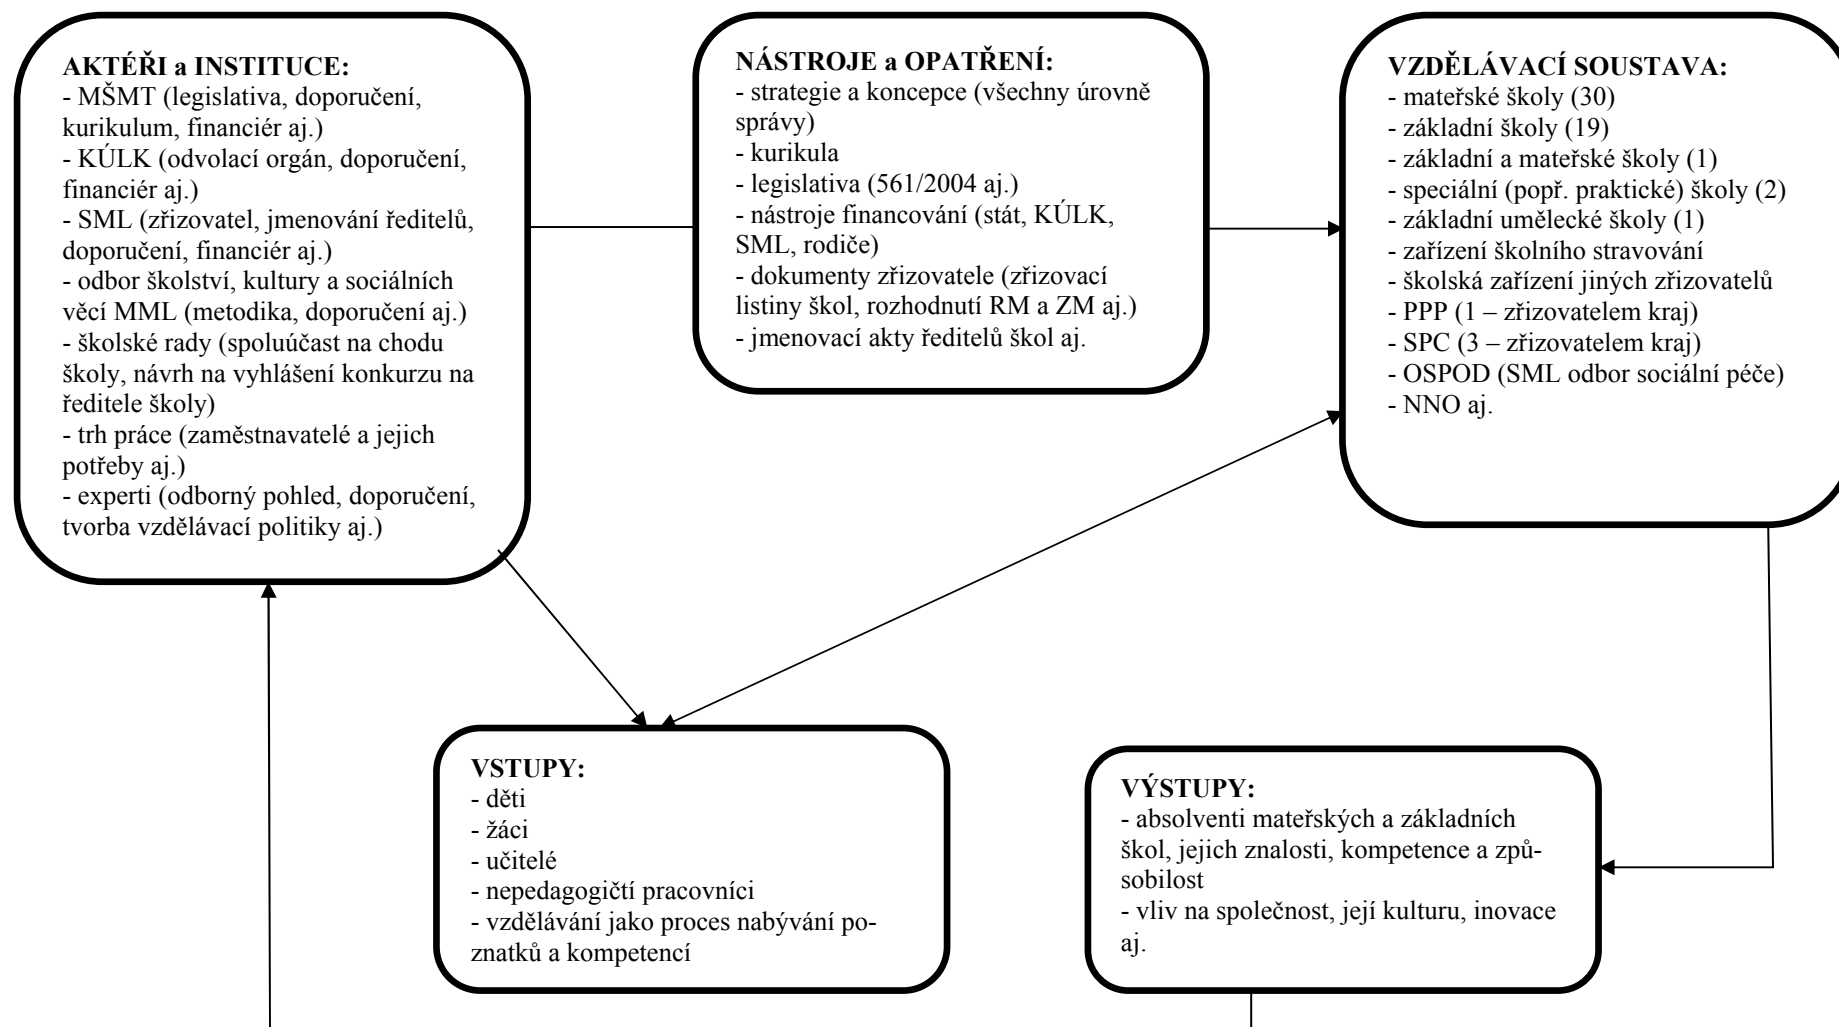 AKTÉŘI a INSTITUCE:
- MŠMT (legislativa, doporučení,
kurikulum, financiér aj.)
- KÚLK (odvolací orgán, doporučení,
financiér aj.)
- SML (zřizovatel, jmenování ředitelů,
doporučení, financiér aj.)
- odbor školství, kultury a sociálních
věcí MML (metodika, doporučení aj.)
- školské rady (spoluúčast na chodu
školy, návrh na vyhlášení konkurzu na
ředitele školy)
- trh práce (zaměstnavatelé a jejich
potřeby aj.)
- experti (odborný pohled, doporučení,
tvorba vzdělávací politiky aj.)
NÁSTROJE a OPATŘENÍ:
- strategie a koncepce (všechny úrovně
správy)
- kurikula
- legislativa (561/2004 aj.)
- nástroje financování (stát, KÚLK,
SML, rodiče)
- dokumenty zřizovatele (zřizovací
listiny škol, rozhodnutí RM a ZM aj.)
- jmenovací akty ředitelů škol aj.
VZDĚLÁVACÍ SOUSTAVA:
- mateřské školy (30)
- základní školy (19)
- základní a mateřské školy (1)
- speciální (popř. praktické) školy (2)
- základní umělecké školy (1)
- zařízení školního stravování
- školská zařízení jiných zřizovatelů
- PPP (1 – zřizovatelem kraj)
- SPC (3 – zřizovatelem kraj)
- OSPOD (SML odbor sociální péče)
- NNO aj.
VSTUPY:
- děti
- žáci
- učitelé
- nepedagogičtí pracovníci
- vzdělávání jako proces nabývání po-
znatků a kompetencí
VÝSTUPY:
- absolventi mateřských a základních
škol, jejich znalosti, kompetence a způ-
sobilost
- vliv na společnost, její kulturu, inovace
aj.